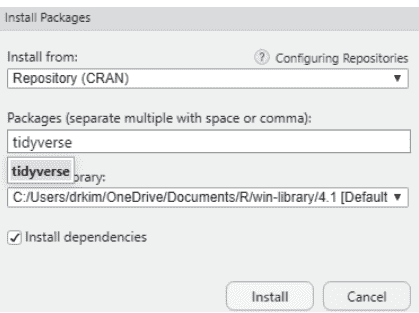 Install Packages
Install from:
? Configuring Repositories
Repository (CRAN)
Packages (separate multiple with space or comma):
tidyverse
tidyverse
brary:
C:/Users/drkim/OneDrive/Documents/R/win-library/4.1 [Default
Install dependencies
Install
Cancel